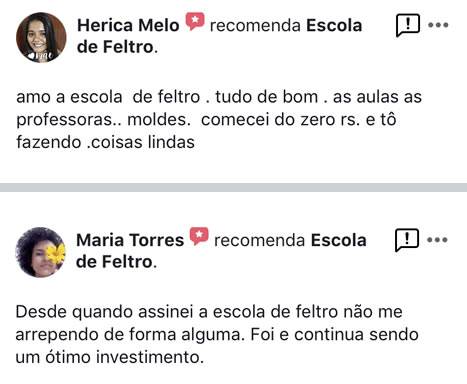 Herica Melo recomenda Escola
de Feltro.
amo a escola  de feltro . tudo de bom . as aulas as
professoras.. moldes.  comecei do zero rs. e tô
fazendo .coisas lindas
Maria Torres recomenda Escola
de Feltro.
Desde quando assinei a escola de feltro não me
arrependo de forma alguma. Foi e continua sendo
um ótimo investimento.